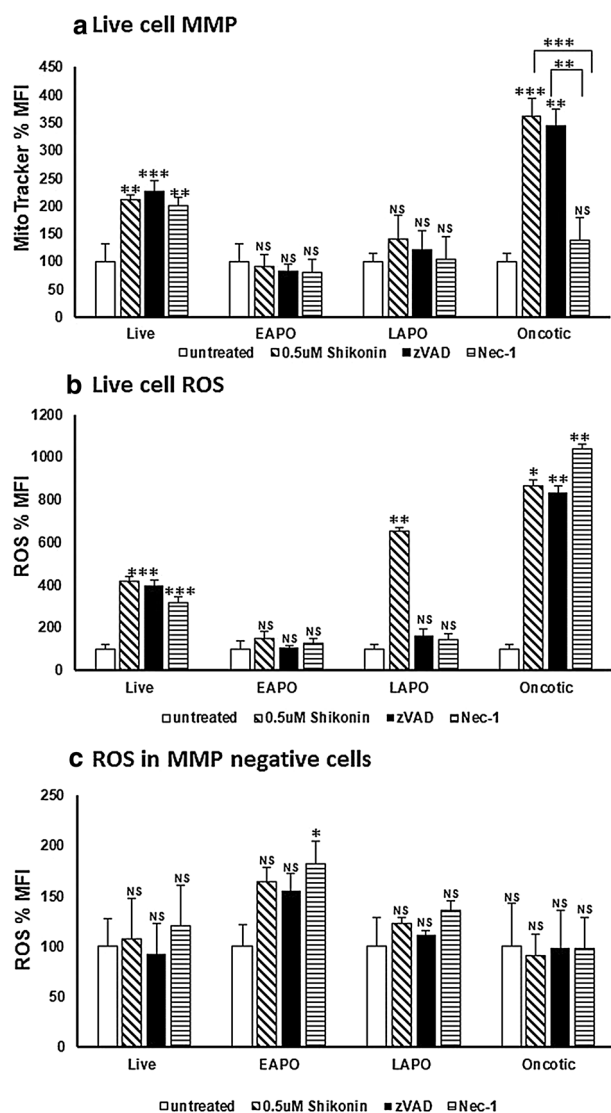 a Live cell MMP
***
**
450
400
350
300
250
200
150
100
50
0
MitoTracker % MFI
** *** **
NS NS NS
NS NS NS
*** **
Live EAPO LAPO Oncotic
untreated 0.5uM Shikonin zVAD Nec-1
b Live cell ROS
1200
1000
800
600
400
200
0
ROS % MFI
*** ***
NS NS NS
** NS NS
* ** **
Live EAPO LAPO Oncotic
untreated 0.5uM Shikonin zVAD Nec-1
c ROS in MMP negative cells
250
200
150
100
50
0
ROS % MFI
NS NS NS
NS NS *
NS NS NS
NS NS NS NS
Live EAPO LAPO Oncotic
untreated 0.5uM Shikonin zVAD Nec-1